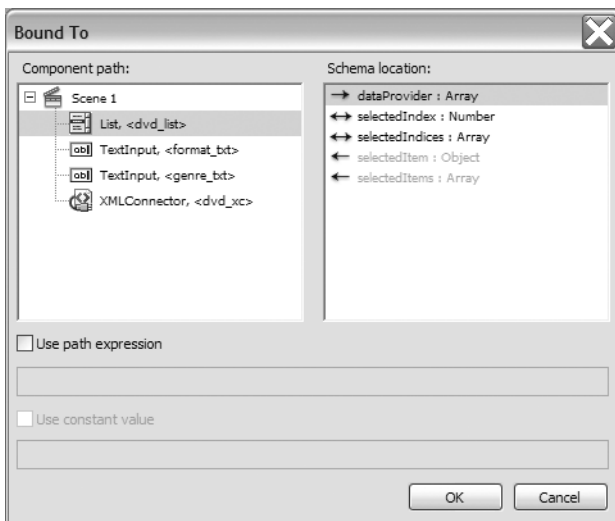 Bound To
Component path:
Schema location:
Scene 1
List, <dvd_list>
TextInput, <format_txt>
TextInput, <genre_txt>
XMLConnector, <dvd_xc>
dataProvider : Array
selectedIndex : Number
selectedIndices : Array
selectedItem : Object
selectedItems : Array
Use path expression
Use constant value
OK
Cancel